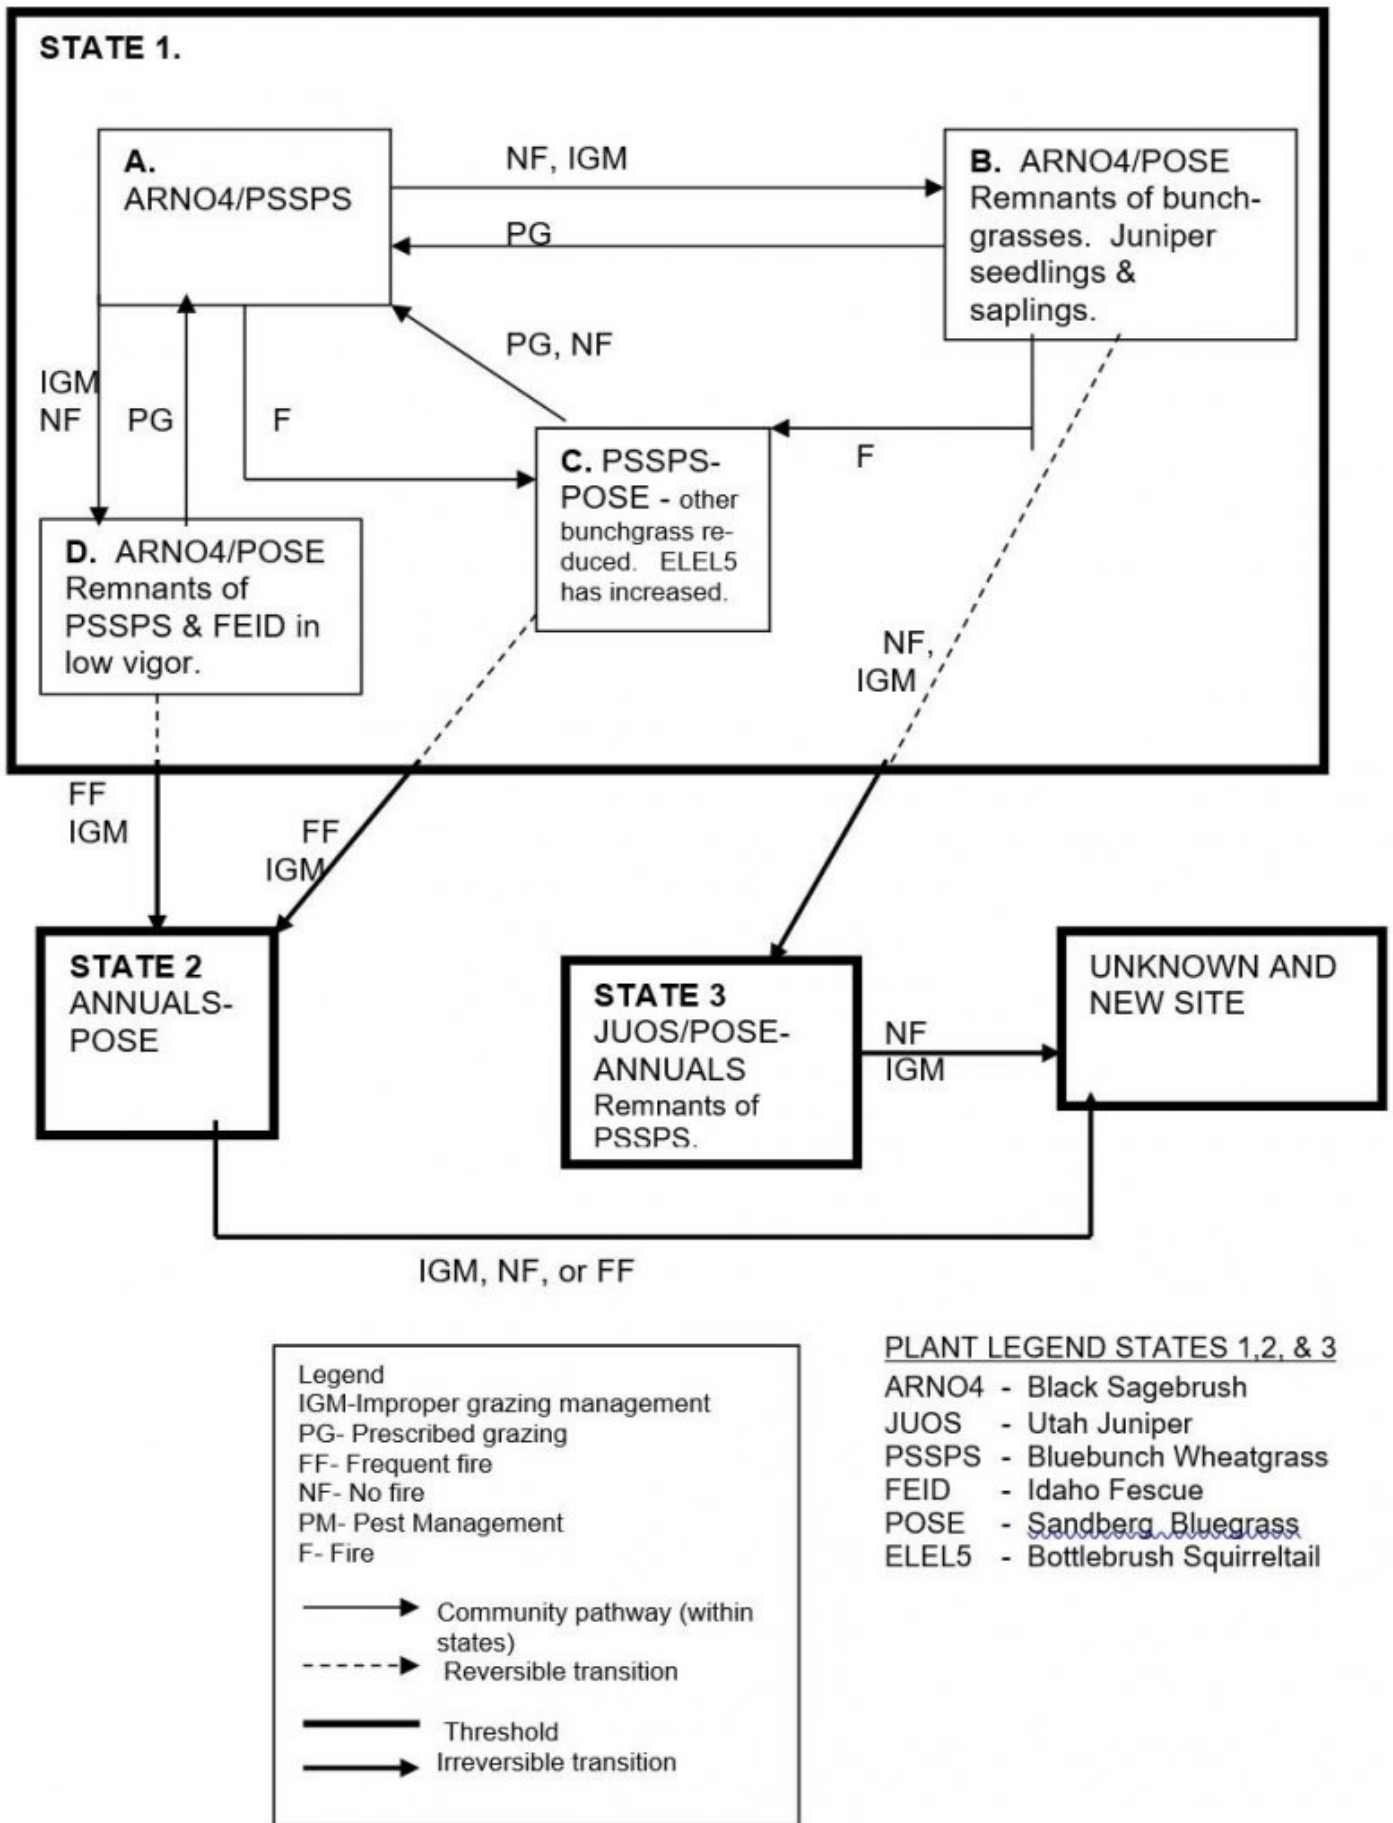 STATE 1.
A.
ARNO4/PSSPS
NF, IGM
PG
B. ARNO4/POSE
Remnants of bunch-
grasses. Juniper
seedlings &
saplings.
PG, NF
IGM
NF
PG
F
F
C. PSSPS-
POSE - other
bunchgrass re-
duced. ELEL5
has increased.
D. ARNO4/POSE
Remnants of
PSSPS & FEID in
low vigor.
NF,
IGM
FF
IGM
FF
IGM
STATE 2
ANNUALS-
POSE
STATE 3
JUOS/POSE-
ANNUALS
Remnants of
PSSPS.
NF
IGM
UNKNOWN AND
NEW SITE
IGM, NF, or FF
Legend
IGM-Improper grazing management
PG- Prescribed grazing
FF- Frequent fire
NF- No fire
PM- Pest Management
F- Fire
Community pathway (within
states)
Reversible transition
Threshold
Irreversible transition
PLANT LEGEND STATES 1,2, & 3
ARNO4 - Black Sagebrush
JUOS - Utah Juniper
PSSPS - Bluebunch Wheatgrass
FEID - Idaho Fescue
POSE - Sandberg Bluegrass
ELEL5 - Bottlebrush Squirreltail